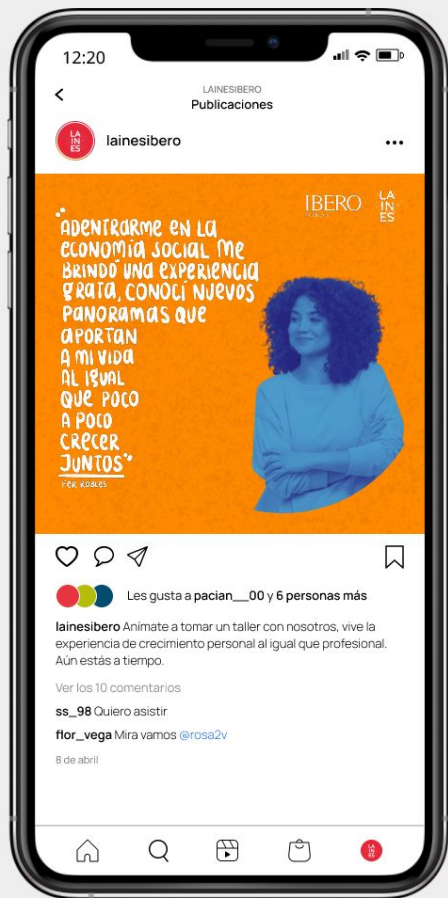 12:20
LAINESIBERO
Publicaciones
LA
IN
ES
lainesibero
IBERO
LA
IN
ES
"ADENTRARME EN LA
ECONOMÍA SOCIAL ME
BRINDÓ UNA EXPERIENCIA
GRATA, CONOCÍ NUEVOS
PANORAMAS QUE
APORTAN
A MI VIDA
AL IGUAL
QUE POCO
A POCO
CRECER
JUNTOS"
FER ROBLES
Les gusta a pacian__00 y 6 personas más
lainesibero Anímate a tomar un taller con nosotros, vive la
experiencia de crecimiento personal al igual que profesional.
Aún estás a tiempo.
Ver los 10 comentarios
ss_98 Quiero asistir
flor_vega Mira vamos @rosa2v
8 de abril
LA
IN
ES